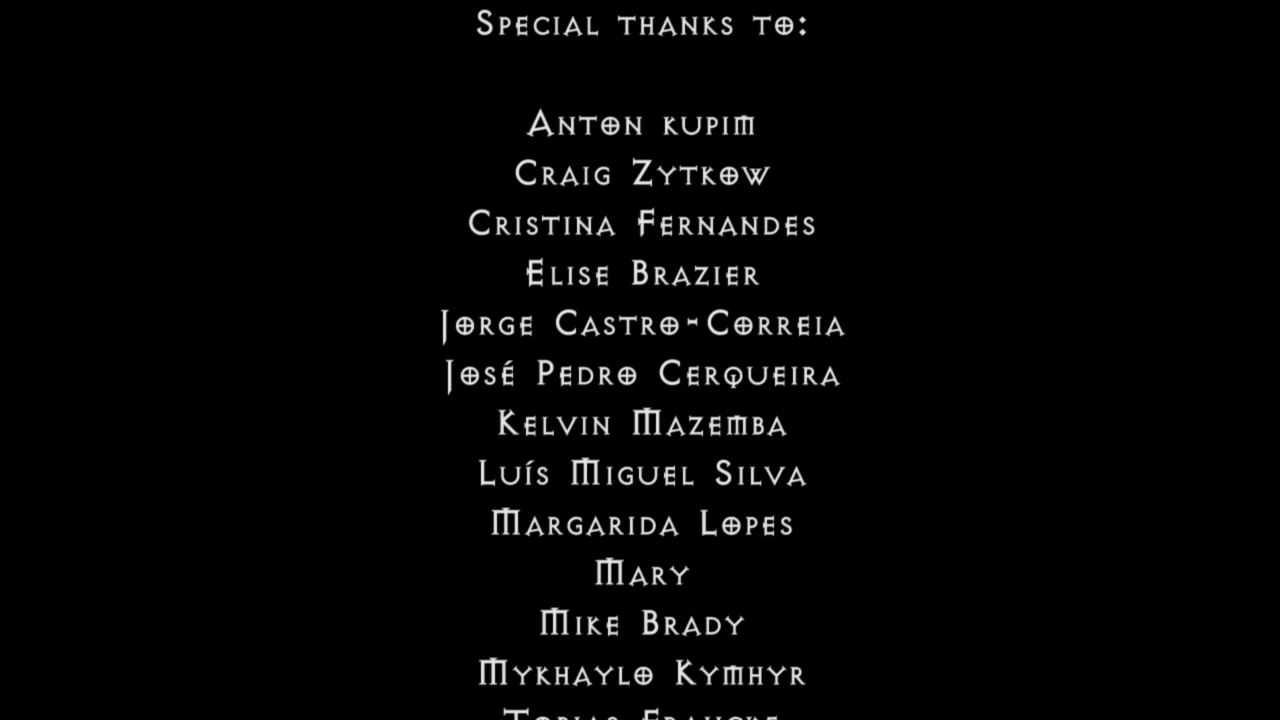 Special thanks to:
Anton kupim
Craig Zytkow
Cristina Fernandes
Elise Brazier
Jorge Castro-Correia
José Pedro Cerqueira
Kelvin Mazemba
Luís Miguel Silva
Margarida Lopes
Mary
Mike Brady
Mykhaylo Kymhyr
Tobias